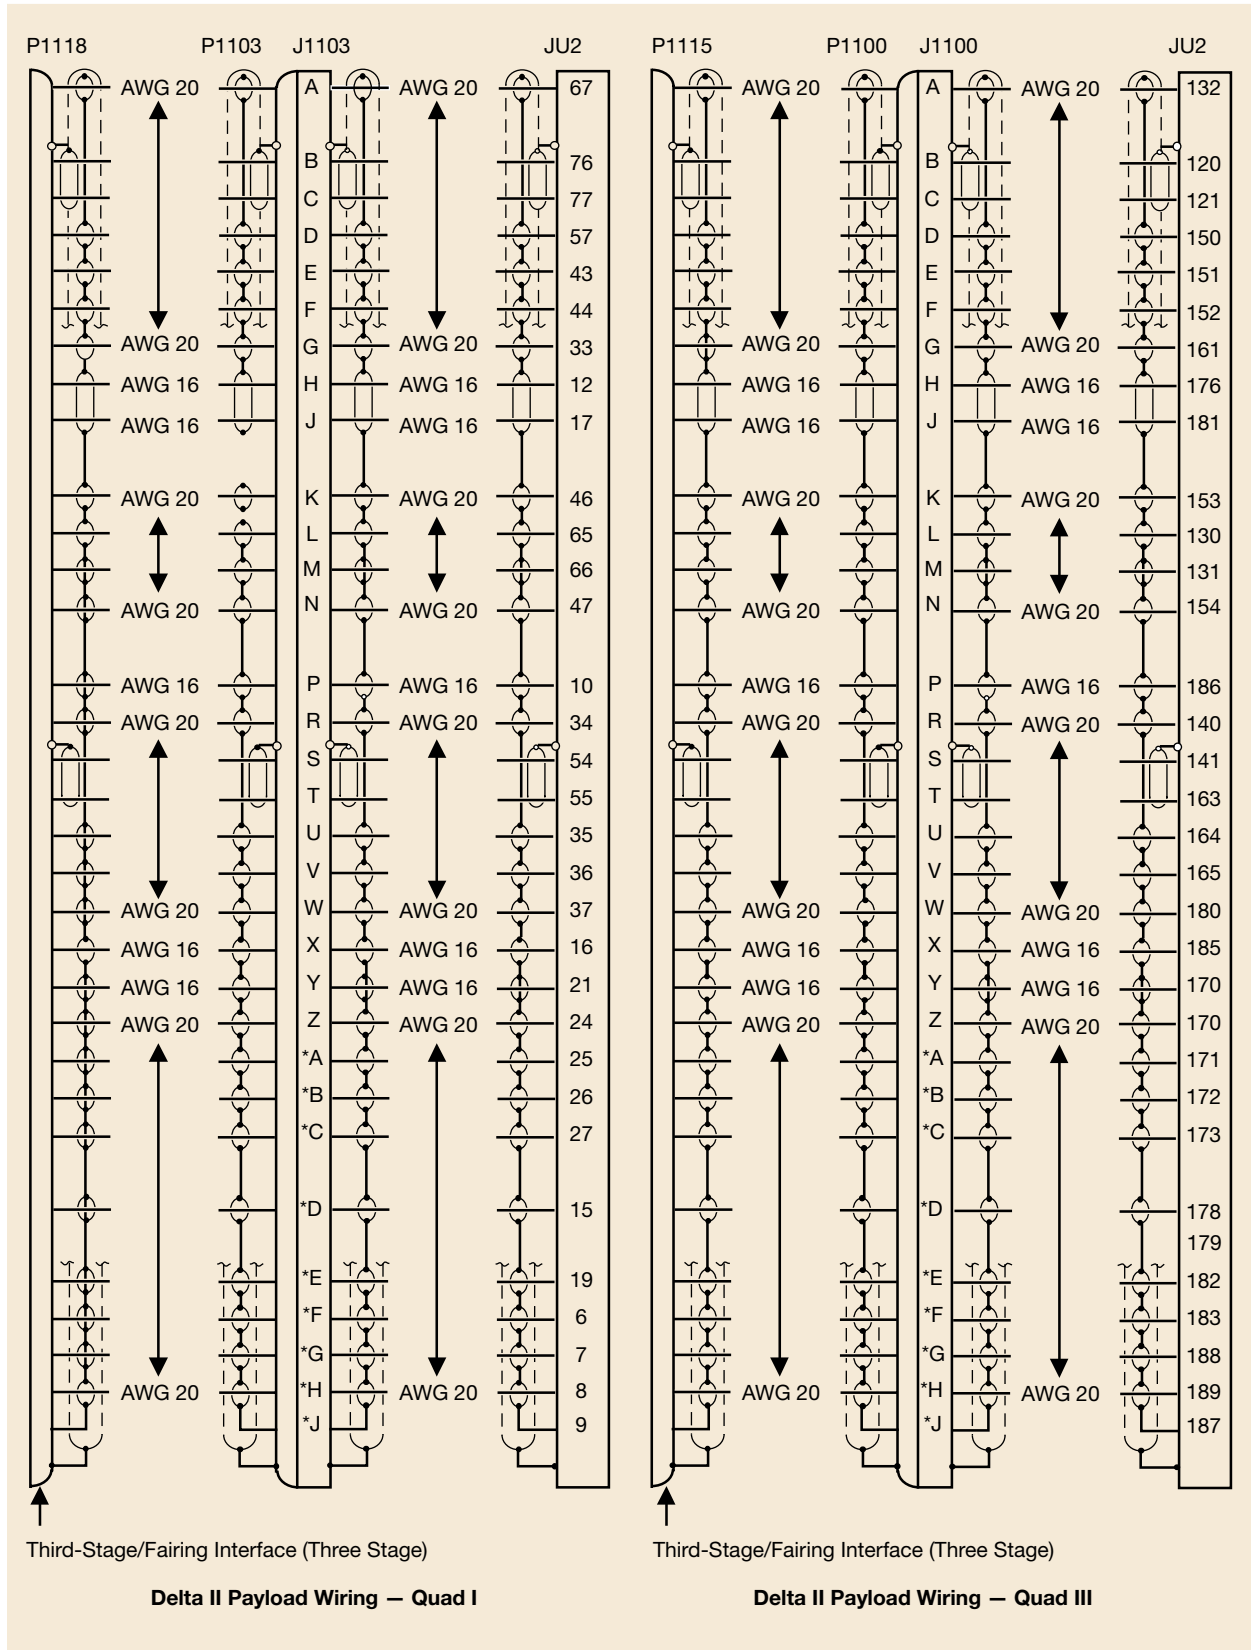 P1118 P1103 J1103 JU2
AWG 20 A AWG 20 67
B 76
C 77
D 57
E 43
F 44
AWG 20 G AWG 20 33
AWG 16 H AWG 16 12
AWG 16 J AWG 16 17
AWG 20 K AWG 20 46
L 65
M 66
AWG 20 N AWG 20 47
AWG 16 P AWG 16 10
AWG 20 R AWG 20 34
S 54
T 55
U 35
V 36
AWG 20 W AWG 20 37
AWG 16 X AWG 16 16
AWG 16 Y AWG 16 21
AWG 20 Z AWG 20 24
*A 25
*B 26
*C 27
*D 15
*E 19
*F 6
*G 7
AWG 20 *H AWG 20 8
*J 9
Third-Stage/Fairing Interface (Three Stage)
Delta II Payload Wiring — Quad I
P1115 P1100 J1100 JU2
AWG 20 A AWG 20 132
B 120
C 121
D 150
E 151
F 152
AWG 20 G AWG 20 161
AWG 16 H AWG 16 176
AWG 16 J AWG 16 181
AWG 20 K AWG 20 153
L 130
M 131
AWG 20 N AWG 20 154
AWG 16 P AWG 16 186
AWG 20 R AWG 20 140
S 141
T 163
U 164
V 165
AWG 20 W AWG 20 180
AWG 16 X AWG 16 185
AWG 16 Y AWG 16 170
AWG 20 Z AWG 20 170
*A 171
*B 172
*C 173
*D 178
179
*E 182
*F 183
*G 188
AWG 20 *H AWG 20 189
*J 187
Third-Stage/Fairing Interface (Three Stage)
Delta II Payload Wiring — Quad III